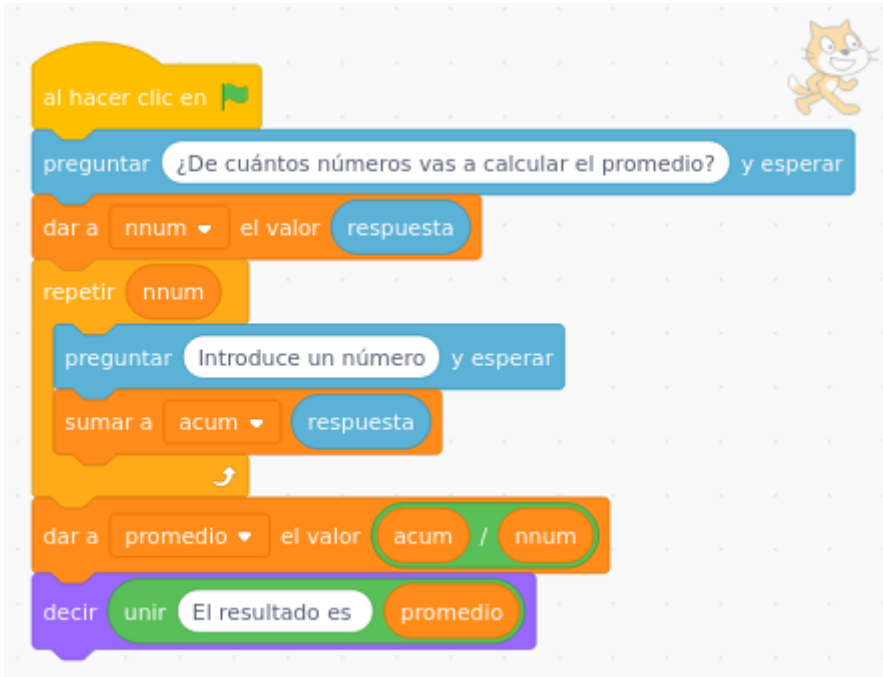 al hacer clic en
preguntar ¿De cuántos números vas a calcular el promedio? y esperar
dar a nnum el valor respuesta
repetir nnum
preguntar Introduce un número y esperar
sumar a acum respuesta
dar a promedio el valor acum / nnum
decir unir El resultado es promedio